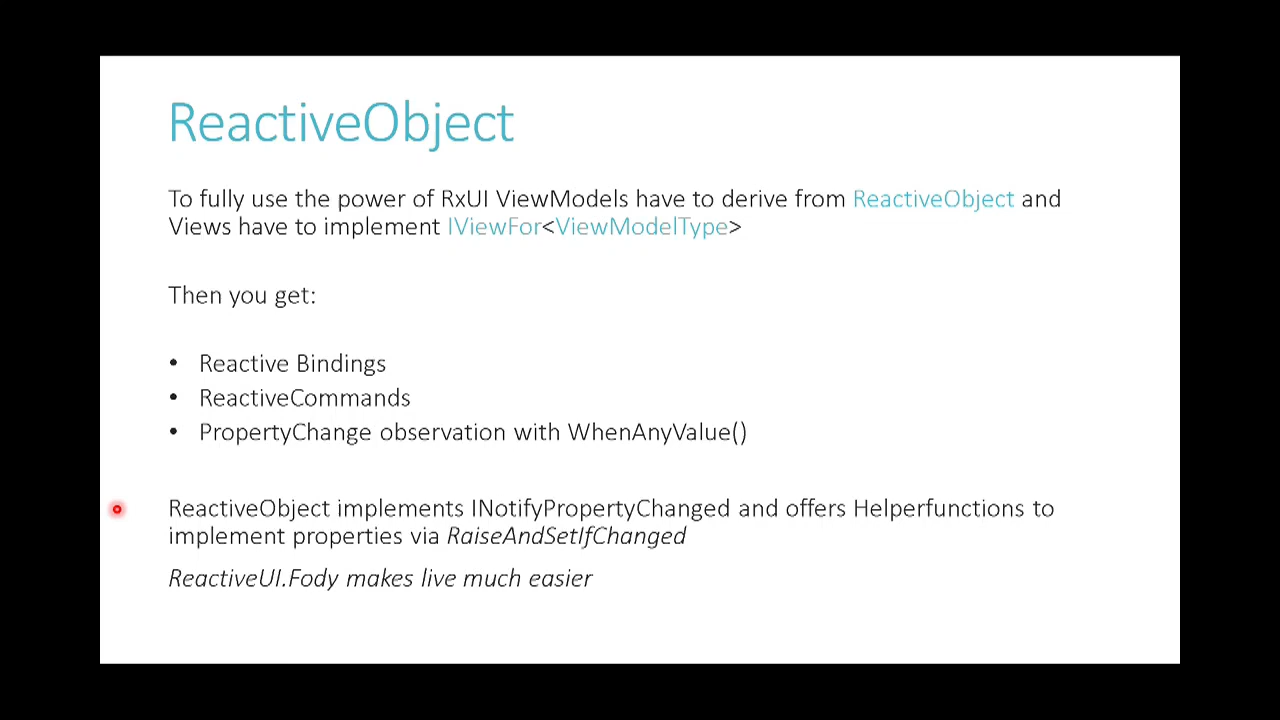 ReactiveObject
To fully use the power of RxUI ViewModels have to derive from ReactiveObject and
Views have to implement IViewFor<ViewModelType>
Then you get:
• Reactive Bindings
• ReactiveCommands
• PropertyChange observation with WhenAnyValue()
ReactiveObject implements INotifyPropertyChanged and offers Helperfunctions to
implement properties via RaiseAndSetIfChanged
ReactiveUI.Fody makes live much easier